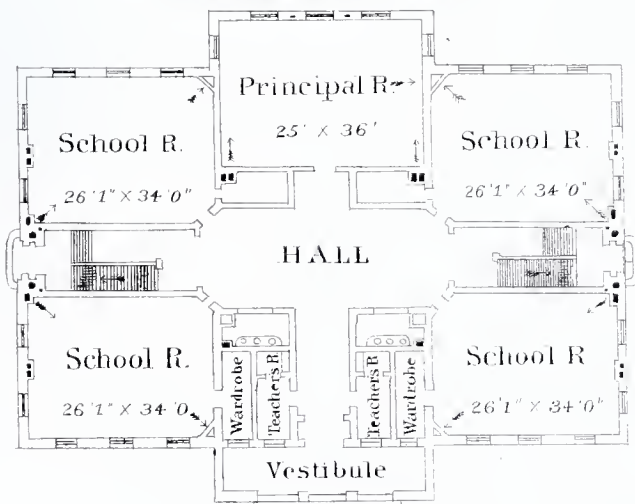 Principal R.
25' X 36'
School R.
26'1" X 34'0"
School R.
26'1" X 34'0"
HALL
School R.
26'1" X 34'0
Wardrobe
Teachers R
Teachers R
Wardrobe
School R
26'1" X 34'0"
Vestibule